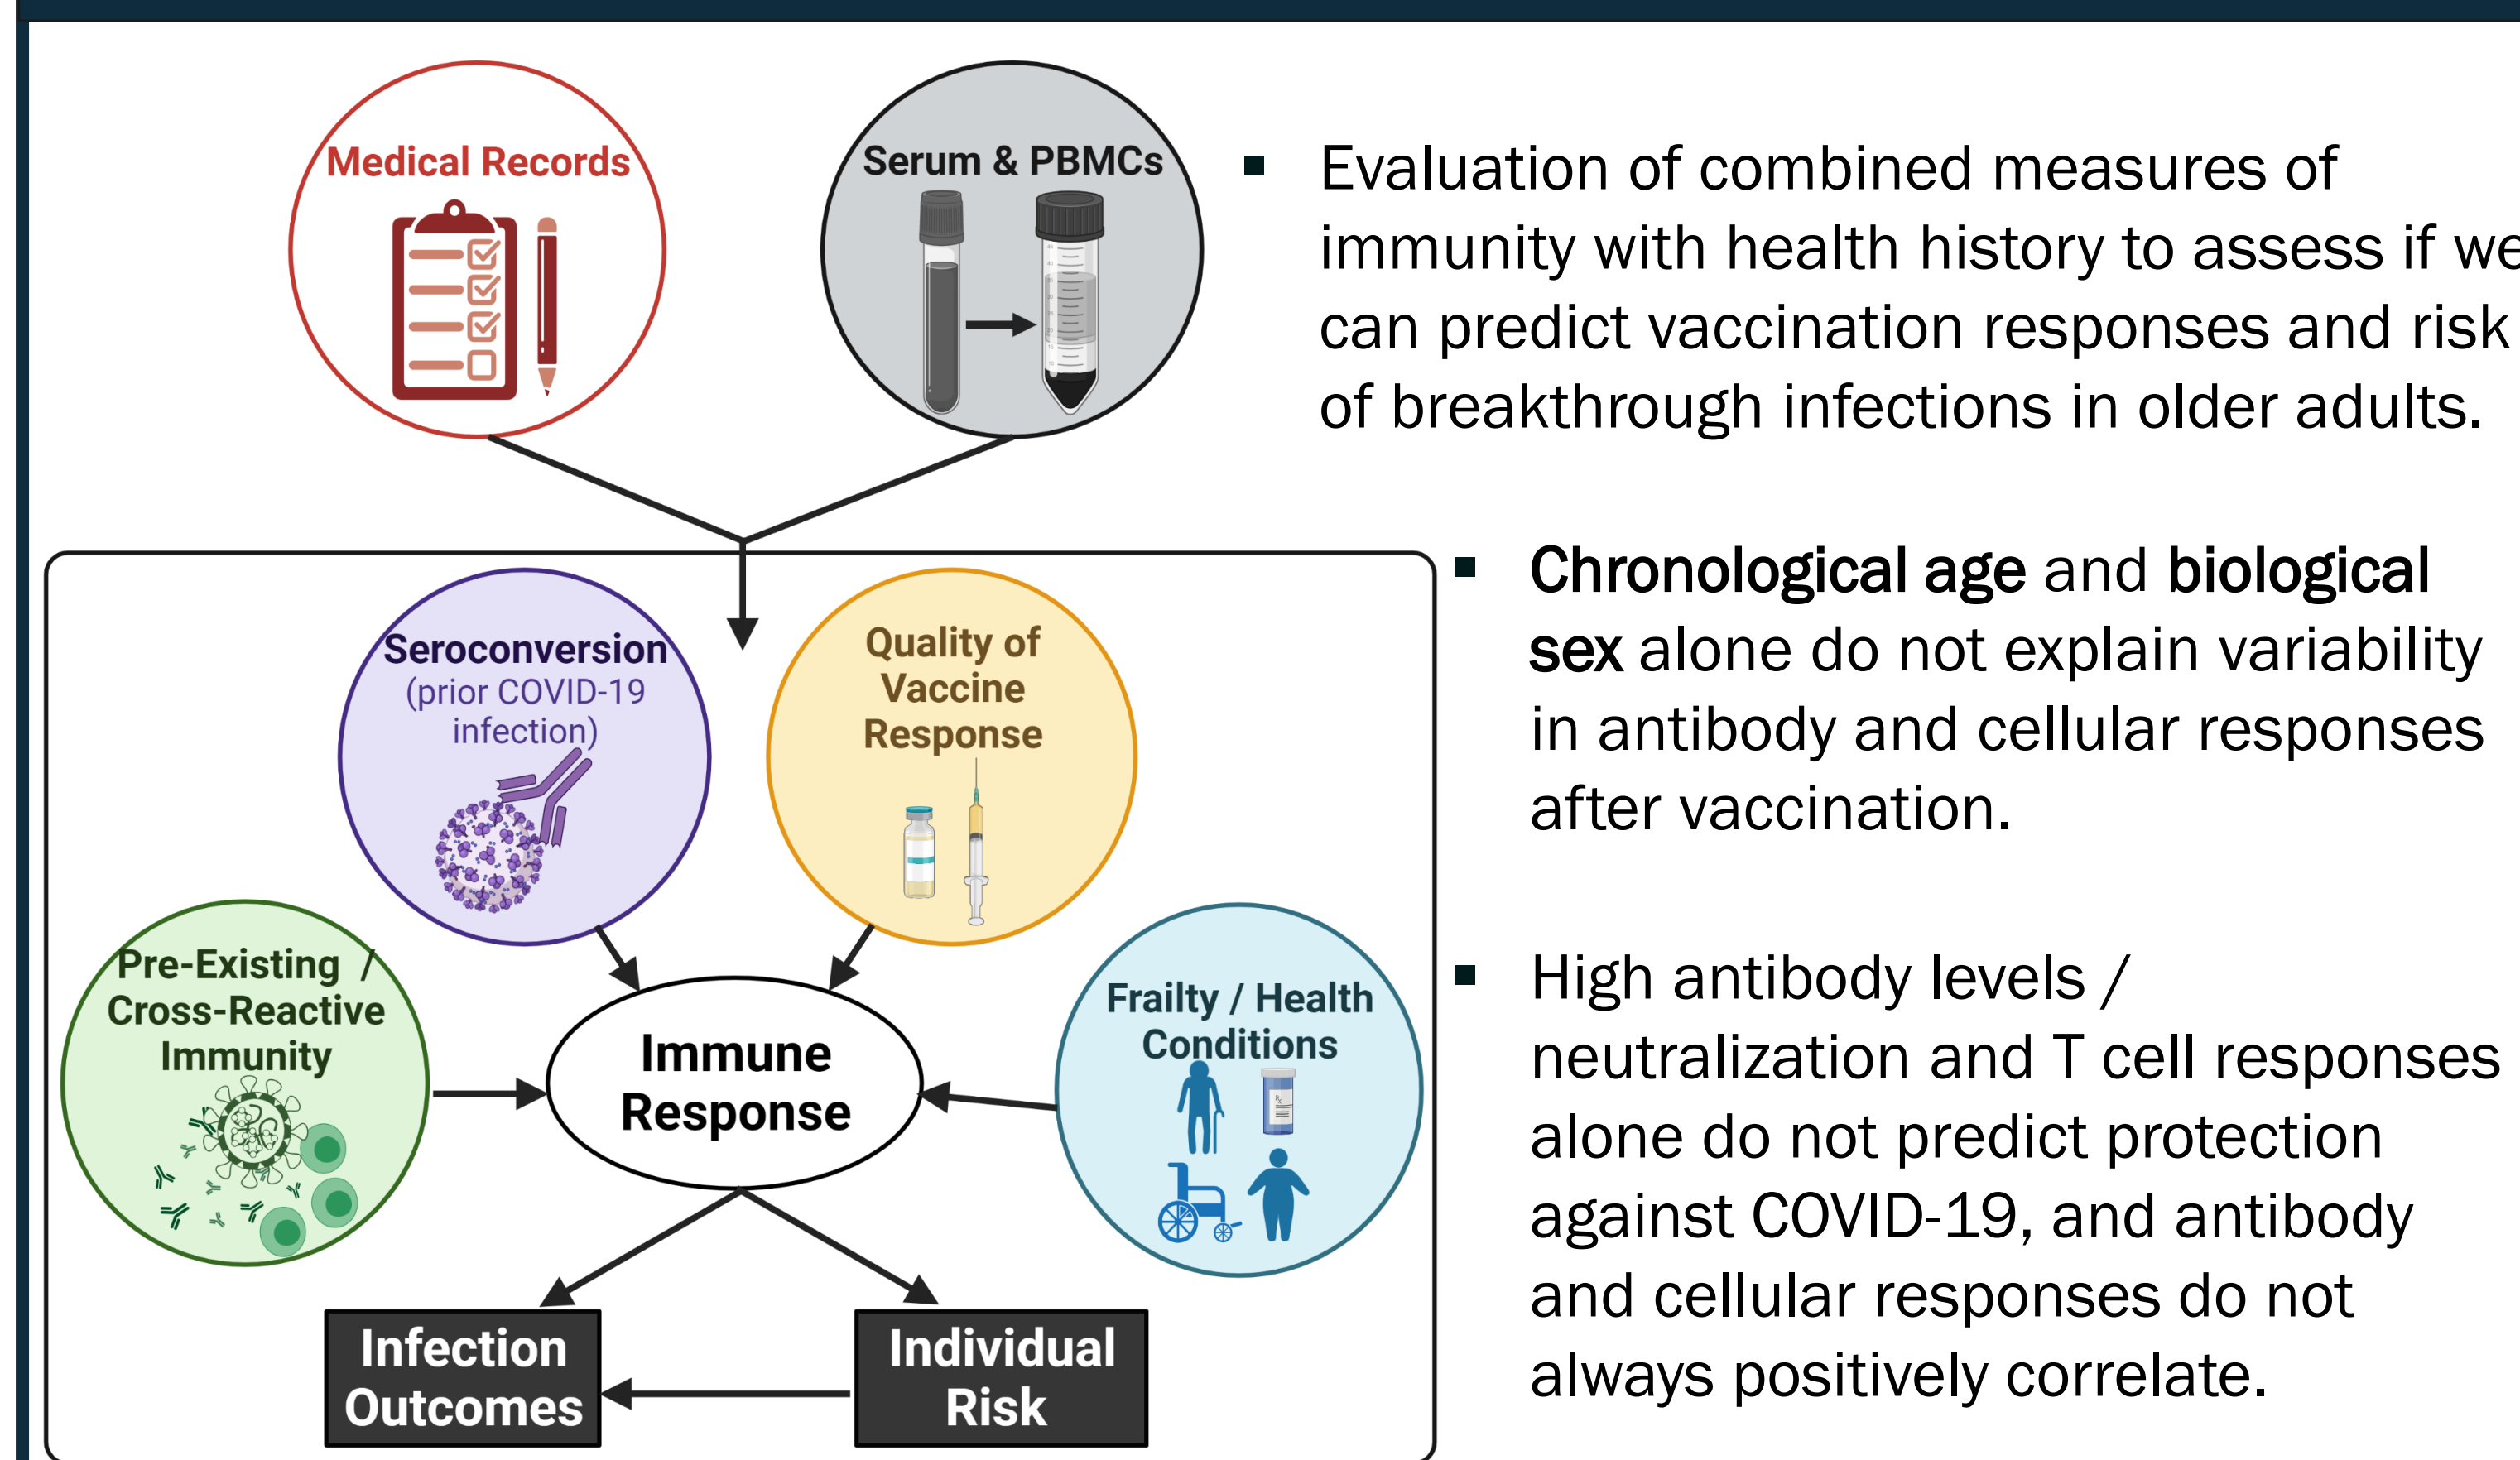 Medical Records
Serum & PBMCs
▪ Evaluation of combined measures of
immunity with health history to assess if we
can predict vaccination responses and risk
of breakthrough infections in older adults.
Seroconversion
(prior COVID-19
infection)
Quality of
Vaccine
Response
▪ Chronological age and biological
sex alone do not explain variability
in antibody and cellular responses
after vaccination.
Pre-Existing /
Cross-Reactive
Immunity
Immune
Response
Frailty / Health
Conditions
▪ High antibody levels /
neutralization and T cell responses
alone do not predict protection
against COVID-19, and antibody
and cellular responses do not
always positively correlate.
Infection
Outcomes
Individual
Risk